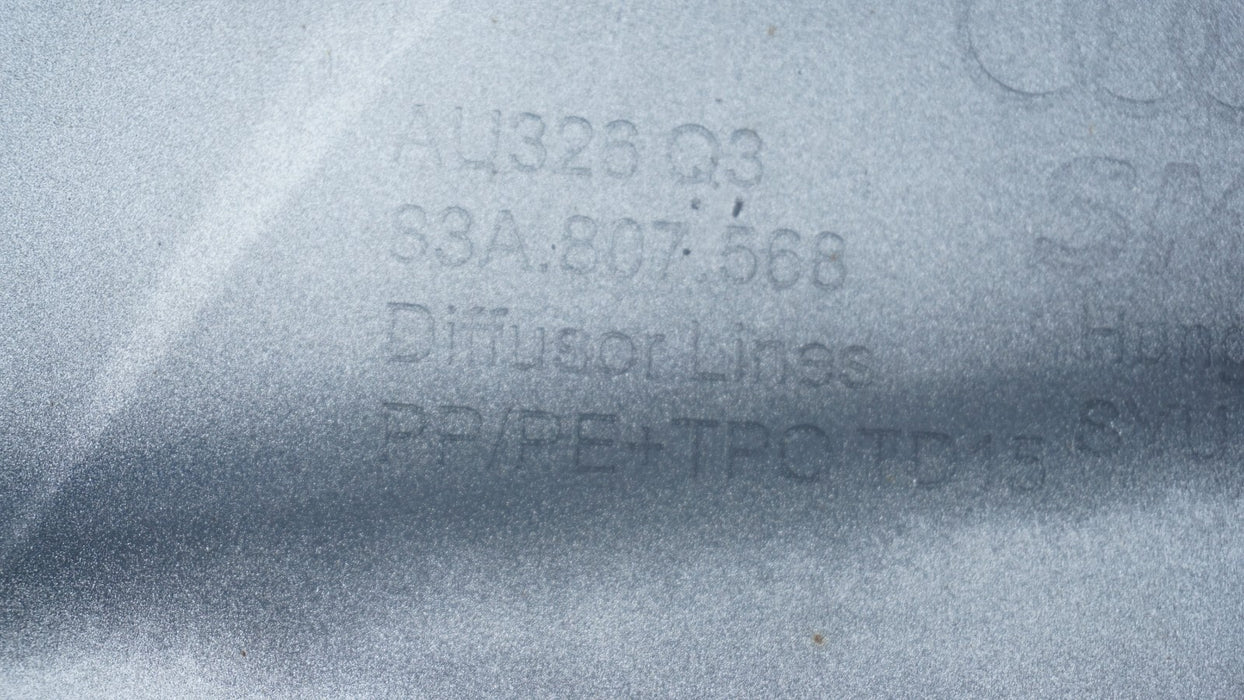 AU326 Q3
83A.807.568
Diffusor Lines
PP/PE+TPO TD15